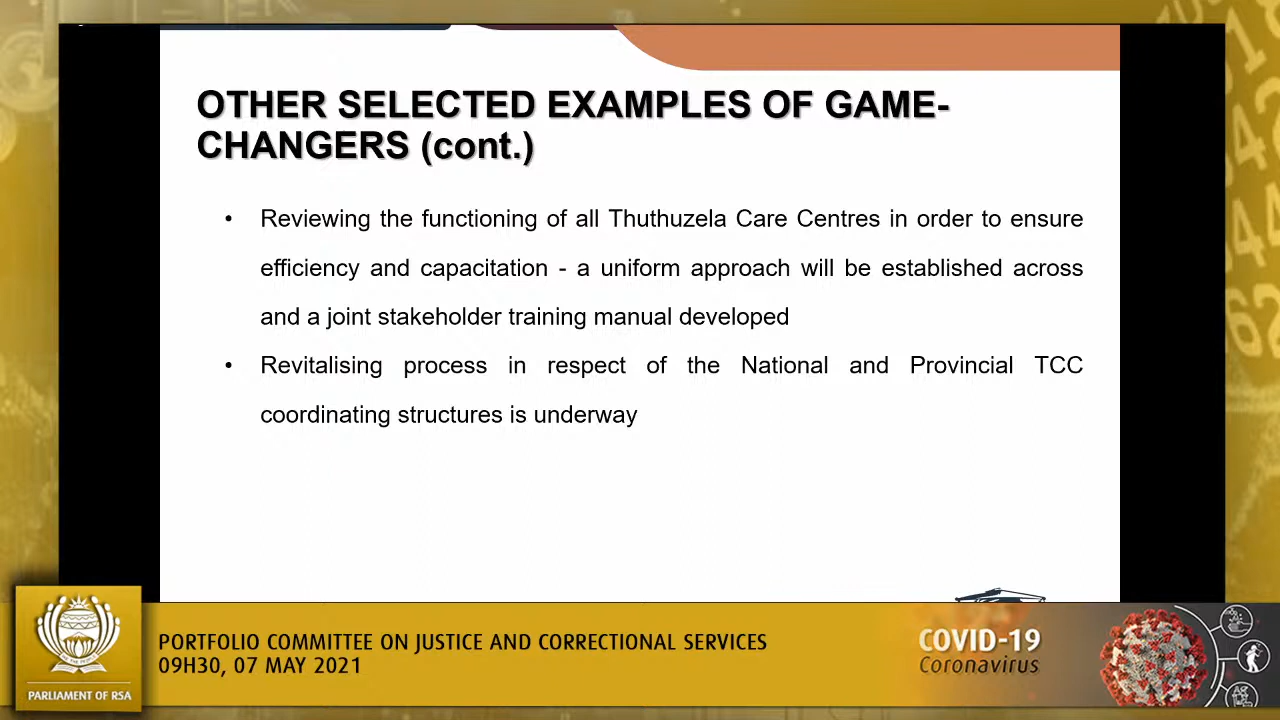 OTHER SELECTED EXAMPLES OF GAME-
CHANGERS (cont.)
• Reviewing the functioning of all Thuthuzela Care Centres in order to ensure
efficiency and capacitation - a uniform approach will be established across
and a joint stakeholder training manual developed
• Revitalising process in respect of the National and Provincial TCC
coordinating structures is underway
PORTFOLIO COMMITTEE ON JUSTICE AND CORRECTIONAL SERVICES
09H30, 07 MAY 2021
PARLIAMENT OF RSA
COVID-19
Coronavirus